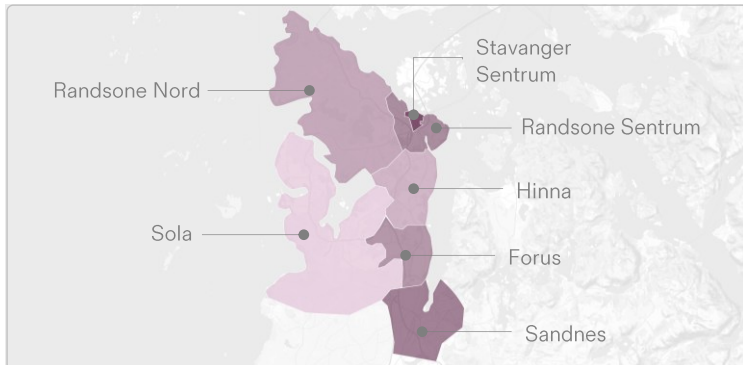 Stavanger
Sentrum
Randsone Nord
Randsone Sentrum
Hinna
Sola
Forus
Sandnes